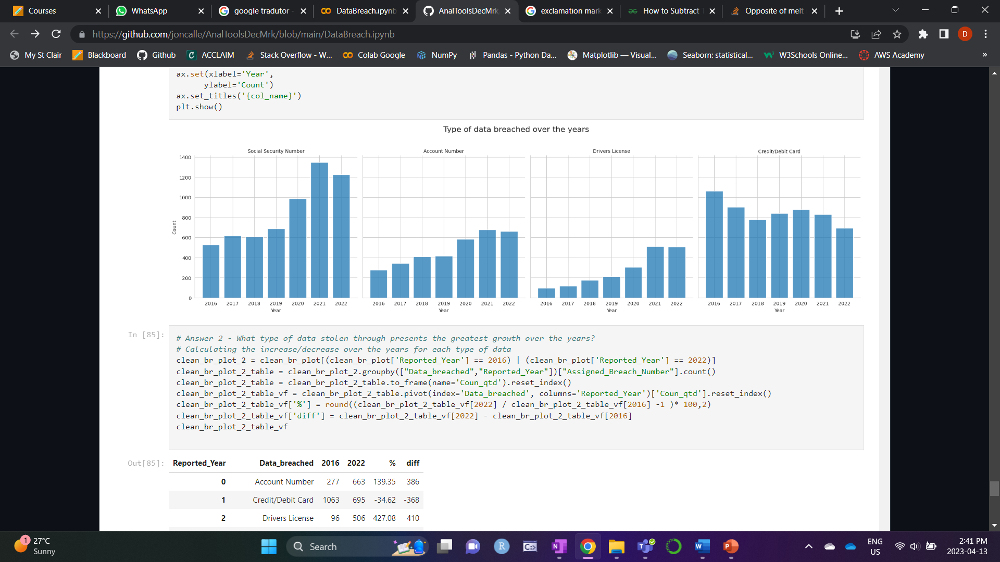 Courses
WhatsApp
google tradutor -
DataBreach.ipynb
AnalToolsDecMrk
exclamation mark
How to Subtract
Opposite of melt
https://github.com/joncalle/AnalToolsDecMrk/blob/main/DataBreach.ipynb
D
My St Clair
Blackboard
Github
ACCLAIM
Stack Overflow - W...
Colab Google
NumPy
Pandas - Python Da...
Matplotlib — Visual...
Seaborn: statistical...
W3Schools Online...
AWS Academy
»
ax.set(xlabel='Year',
ylabel='Count')
ax.set_titles('{col_name}')
plt.show()
Type of data breached over the years
Social Security Number
Account Number
Drivers License
Credit/Debit Card
1400
1200
1000
800
600
400
200
0
Count
2016 2017 2018 2019 2020 2021 2022
2016 2017 2018 2019 2020 2021 2022
2016 2017 2018 2019 2020 2021 2022
2016 2017 2018 2019 2020 2021 2022
Year
Year
Year
Year
In [85]:
# Answer 2 - What type of data stolen through presents the greatest growth over the years?
# Calculating the increase/decrease over the years for each type of data
clean_br_plot_2 = clean_br_plot[(clean_br_plot['Reported_Year'] == 2016) | (clean_br_plot['Reported_Year'] == 2022)]
clean_br_plot_2_table = clean_br_plot_2.groupby(["Data_breached","Reported_Year"])["Assigned_Breach_Number"].count()
clean_br_plot_2_table = clean_br_plot_2_table.to_frame(name='Coun_qtd').reset_index()
clean_br_plot_2_table_vf = clean_br_plot_2_table.pivot(index='Data_breached', columns='Reported_Year')['Coun_qtd'].reset_index()
clean_br_plot_2_table_vf['%'] = round((clean_br_plot_2_table_vf[2022] / clean_br_plot_2_table_vf[2016] -1 )* 100,2)
clean_br_plot_2_table_vf['diff'] = clean_br_plot_2_table_vf[2022] - clean_br_plot_2_table_vf[2016]
clean_br_plot_2_table_vf
Out[85]:
Reported_Year Data_breached 2016 2022 % diff
0 Account Number 277 663 139.35 386
1 Credit/Debit Card 1063 695 -34.62 -368
2 Drivers License 96 506 427.08 410
1
27°C
Sunny
Search
ENG
US
2:41 PM
2023-04-13